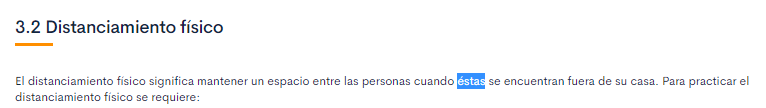 3.2 Distanciamiento físico
El distanciamiento físico significa mantener un espacio entre las personas cuando éstas se encuentran fuera de su casa. Para practicar el
distanciamiento físico se requiere: